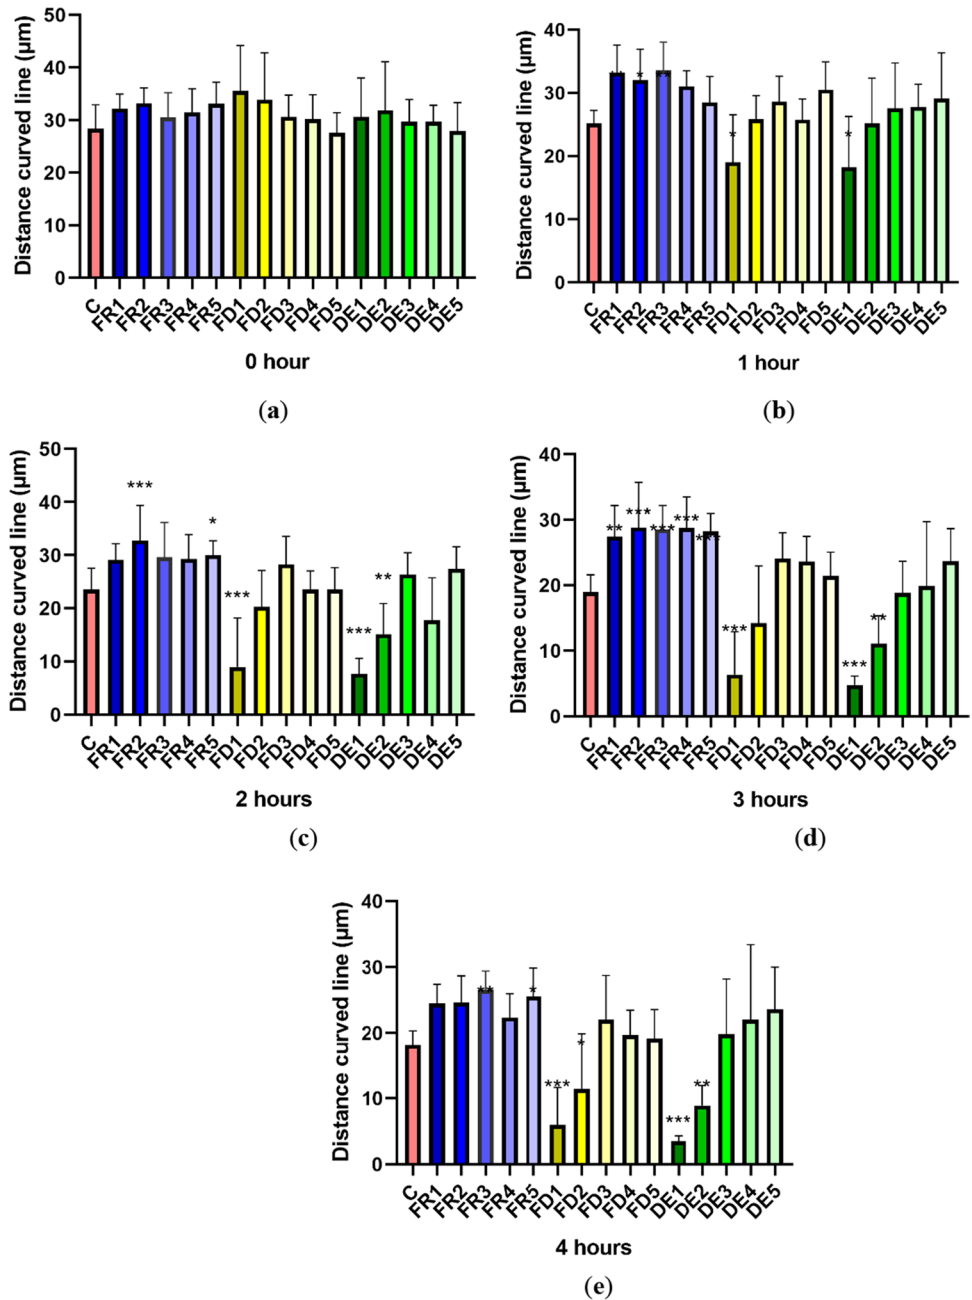 Distance curved line (μm)
50
40
30
20
10
0
C FR1 FR2 FR3 FR4 FR5 FD1 FD2 FD3 FD4 FD5 DE1 DE2 DE3 DE4 DE5
0 hour
(a)
Distance curved line (μm)
40
30
20
10
0
** * ** * *
C FR1 FR2 FR3 FR4 FR5 FD1 FD2 FD3 FD4 FD5 DE1 DE2 DE3 DE4 DE5
1 hour
(b)
Distance curved line (μm)
50
40
30
20
10
0
*** * *** *** **
C FR1 FR2 FR3 FR4 FR5 FD1 FD2 FD3 FD4 FD5 DE1 DE2 DE3 DE4 DE5
2 hours
(c)
Distance curved line (μm)
40
30
20
10
0
** *** *** *** *** *** *** **
C FR1 FR2 FR3 FR4 FR5 FD1 FD2 FD3 FD4 FD5 DE1 DE2 DE3 DE4 DE5
3 hours
(d)
Distance curved line (μm)
40
30
20
10
0
** * *** * *** **
C FR1 FR2 FR3 FR4 FR5 FD1 FD2 FD3 FD4 FD5 DE1 DE2 DE3 DE4 DE5
4 hours
(e)